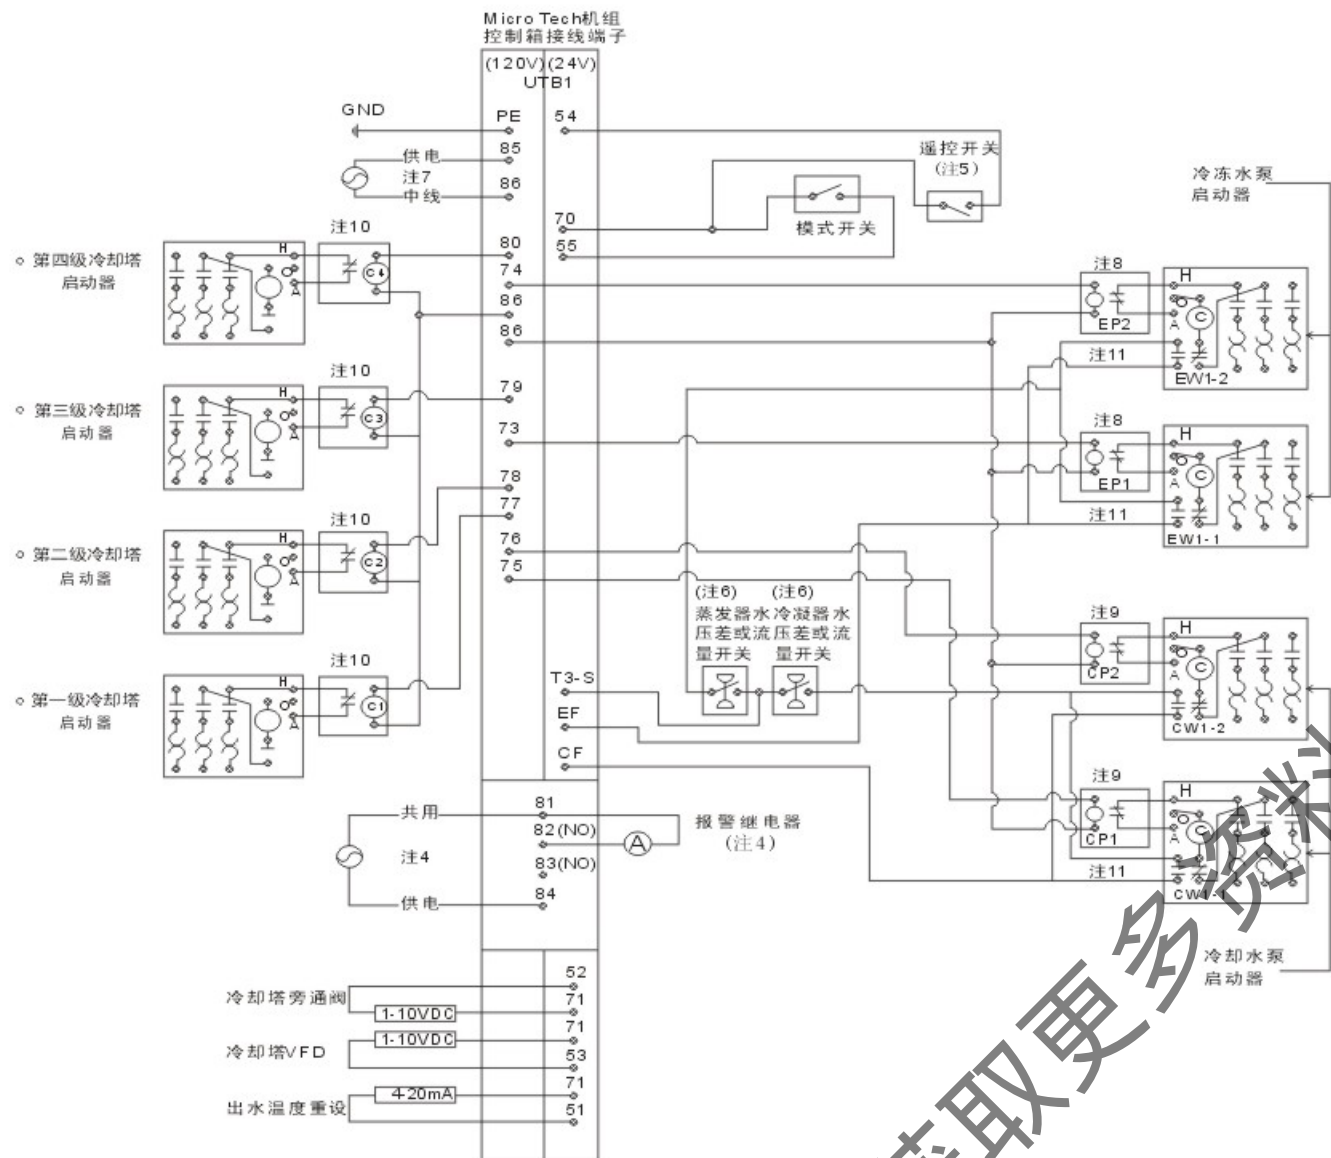 Micro Tech机组
控制箱接线端子
(120V)(24V)
UTB1
GND
PE
54
供电
85
注7
中线
86
遥控开关
(注5)
模式开关
冷冻水泵
启动器
70
55
注10
H
O
A
C4
第四级冷却塔
启动器
80
74
86
86
注8
EP2
H
O
A
C
注11
EW1-2
注10
H
O
A
C3
第三级冷却塔
启动器
79
73
注8
EP1
H
O
A
C
注11
EW1-1
78
77
注10
H
O
A
C2
第二级冷却塔
启动器
76
75
(注6) (注6)
蒸发器水 冷凝器水
压差或流 压差或流
量开关 量开关
注9
CP2
H
O
A
C
CW1-2
注10
H
O
A
C1
第一级冷却塔
启动器
T3-S
EF
CF
注9
CP1
H
O
A
C
注11
CW1-1
共用
81
82(NO)
A
报警继电器
(注4)
注4
83(NO)
供电
84
冷却水泵
启动器
52
冷却塔旁通阀
71
1-10VDC
71
1-10VDC
冷却塔VFD
53
71
4-20mA
出水温度重设
51
获取更多资料